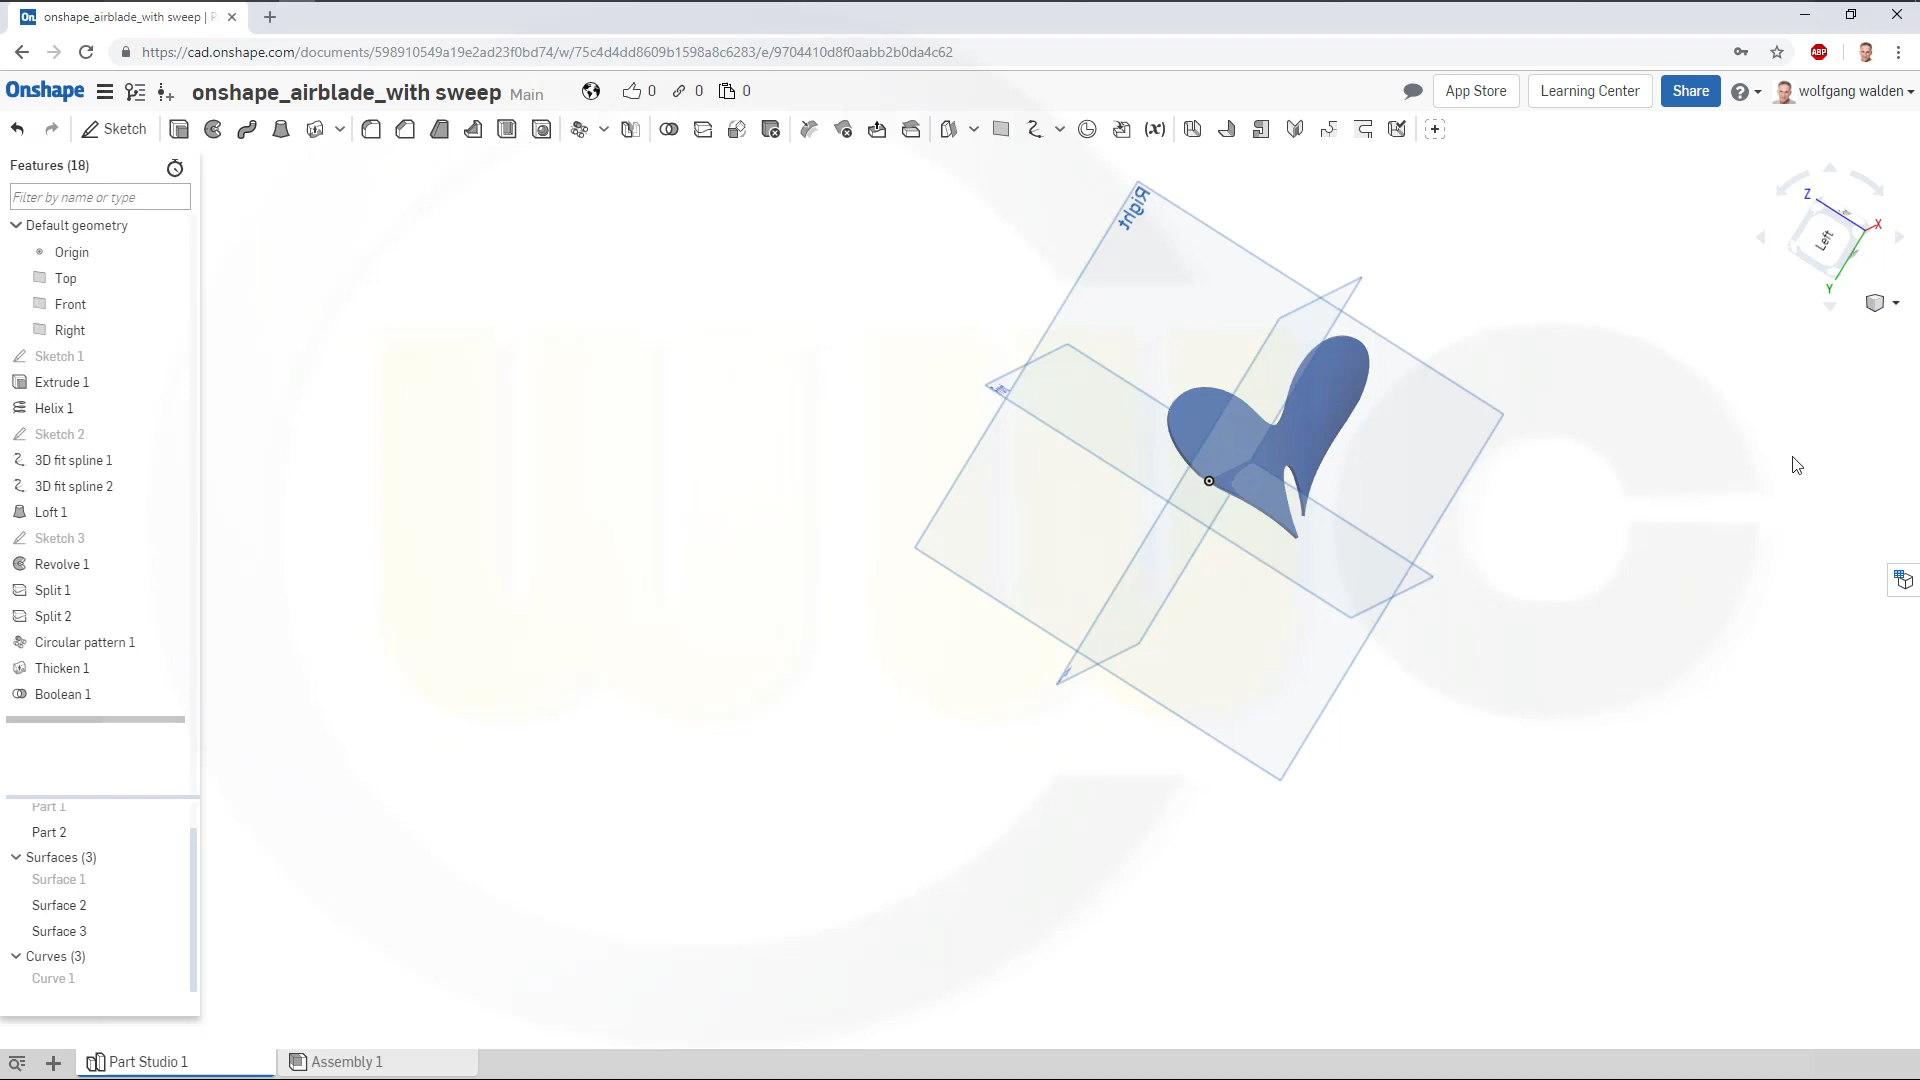 onshape_airblade_with sweep | P
https://cad.onshape.com/documents/598910549a19e2ad23f0bd74/w/75c4d4dd8609b1598a8c6283/e/9704410d8f0aabb2b0da4c62
ABP
Onshape
onshape_airblade_with sweep Main
0 0 0
App Store
Learning Center
Share
wolfgang walden
Sketch
(x)
Features (18)
Filter by name or type
Default geometry
Origin
Top
Front
Right
Sketch 1
Extrude 1
Helix 1
Sketch 2
3D fit spline 1
3D fit spline 2
Loft 1
Sketch 3
Revolve 1
Split 1
Split 2
Circular pattern 1
Thicken 1
Boolean 1
Part 1
Part 2
Surfaces (3)
Surface 1
Surface 2
Surface 3
Curves (3)
Curve 1
Right
Z
X
Left
Y
Part Studio 1
Assembly 1